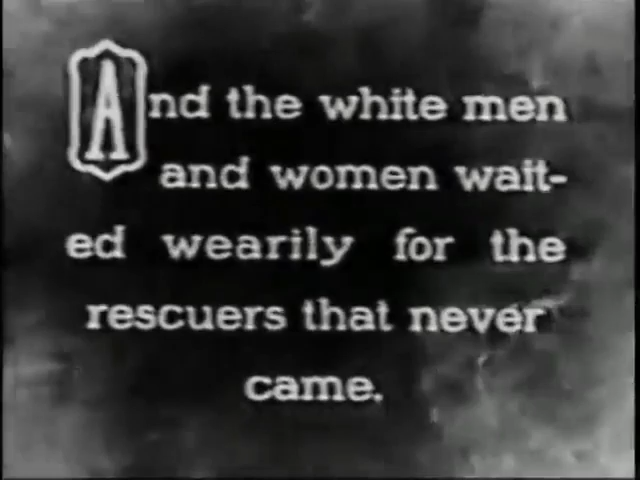 And the white men
and women wait-
ed wearily for the
rescuers that never
came.